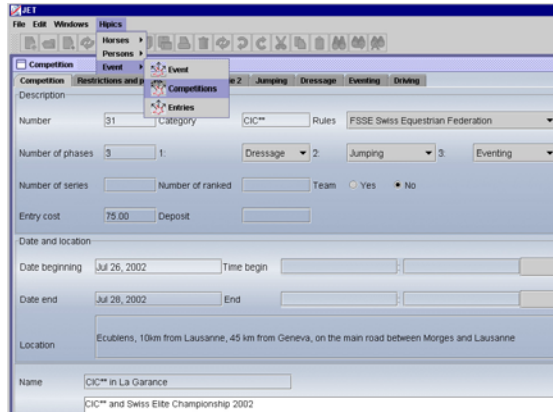 JET
File Edit Windows Hipics
Horses
Persons
Event
Event
Competitions
Entries
Competition
Competition Restrictions and p e 2 Jumping Dressage Eventing Driving
Description
Number 31 Category CIC** Rules FSSE Swiss Equestrian Federation
Number of phases 3 1: Dressage 2: Jumping 3: Eventing
Number of series Number of ranked Team Yes No
Entry cost 75.00 Deposit
Date and location
Date beginning Jul 26, 2002 Time begin :
Date end Jul 28, 2002 End :
Location Ecublens, 10km from Lausanne, 45 km from Geneva, on the main road between Morges and Lausanne
Name CIC** in La Garance
CIC** and Swiss Elite Championship 2002